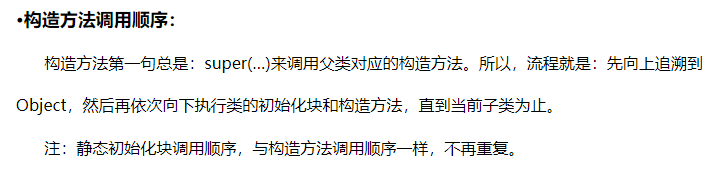 •构造方法调用顺序：
构造方法第一句总是：super(…)来调用父类对应的构造方法。所以，流程就是：先向上追溯到
Object，然后再依次向下执行类的初始化块和构造方法，直到当前子类为止。
注：静态初始化块调用顺序，与构造方法调用顺序一样，不再重复。